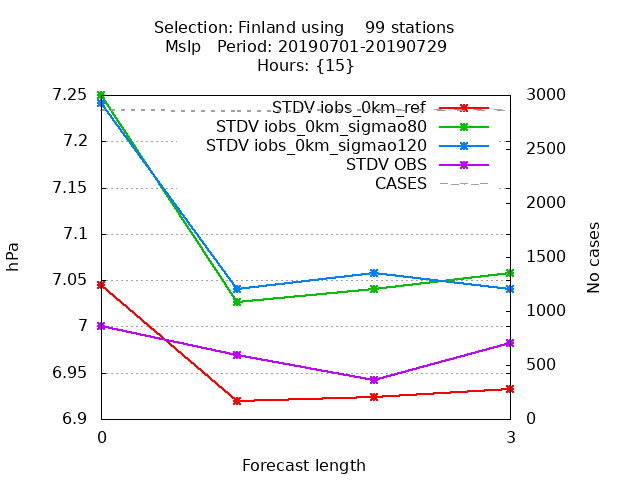 Selection: Finland using    99 stations
Mslp   Period: 20190701-20190729
Hours: {15}
7.25
7.2
7.15
7.1
7.05
7
6.95
6.9
hPa
STDV iobs_0km_ref
STDV iobs_0km_sigmao80
STDV iobs_0km_sigmao120
STDV OBS
CASES
3000
2500
2000
1500
1000
500
0
No cases
0
3
Forecast length